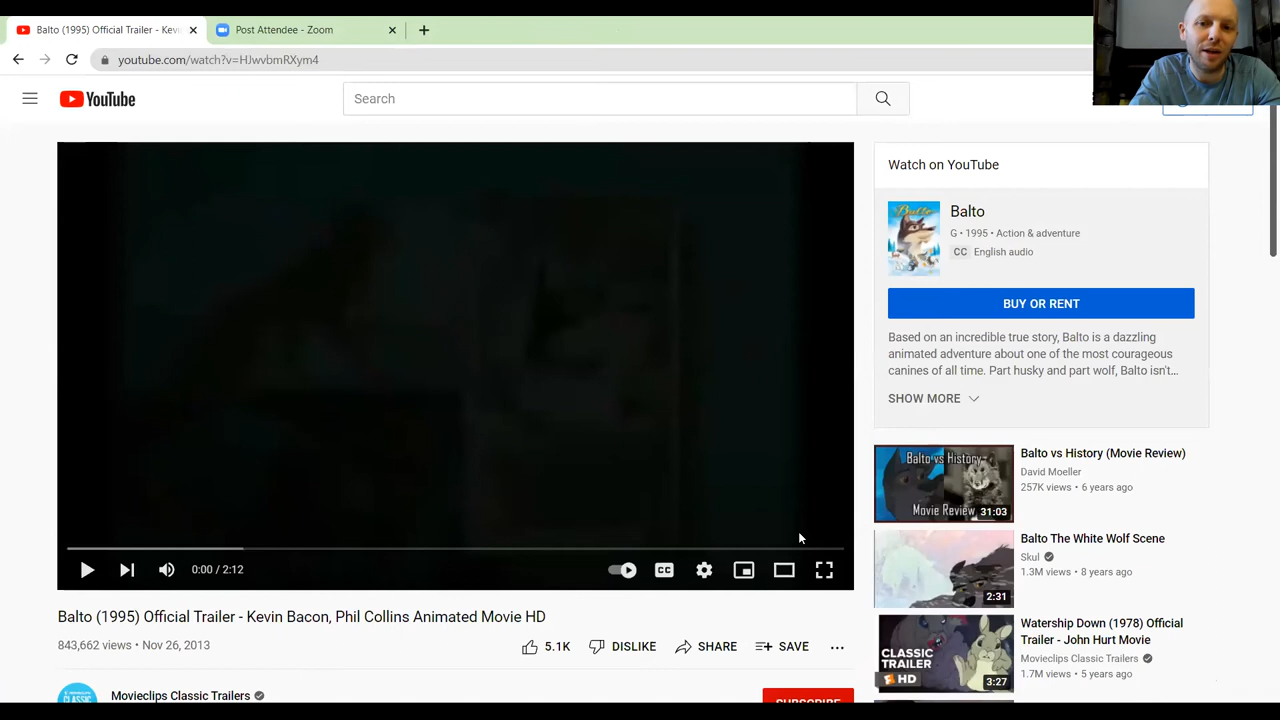 Balto (1995) Official Trailer - Kevi
Post Attendee - Zoom
youtube.com/watch?v=HJwvbmRXym4
YouTube
Search
Watch on YouTube
Balto
Balto
G • 1995 • Action & adventure
CC English audio
BUY OR RENT
Based on an incredible true story, Balto is a dazzling
animated adventure about one of the most courageous
canines of all time. Part husky and part wolf, Balto isn't...
SHOW MORE
Balto vs History
Movie Review
31:03
Balto vs History (Movie Review)
David Moeller
257K views • 6 years ago
2:31
Balto The White Wolf Scene
Skul
1.3M views • 8 years ago
CLASSIC
TRAILER
HD
3:27
Watership Down (1978) Official
Trailer - John Hurt Movie
Movieclips Classic Trailers
1.7M views • 5 years ago
0:00 / 2:12
CC
Balto (1995) Official Trailer - Kevin Bacon, Phil Collins Animated Movie HD
843,662 views • Nov 26, 2013
5.1K DISLIKE SHARE SAVE
Movieclips Classic Trailers
SUBSCRIBE